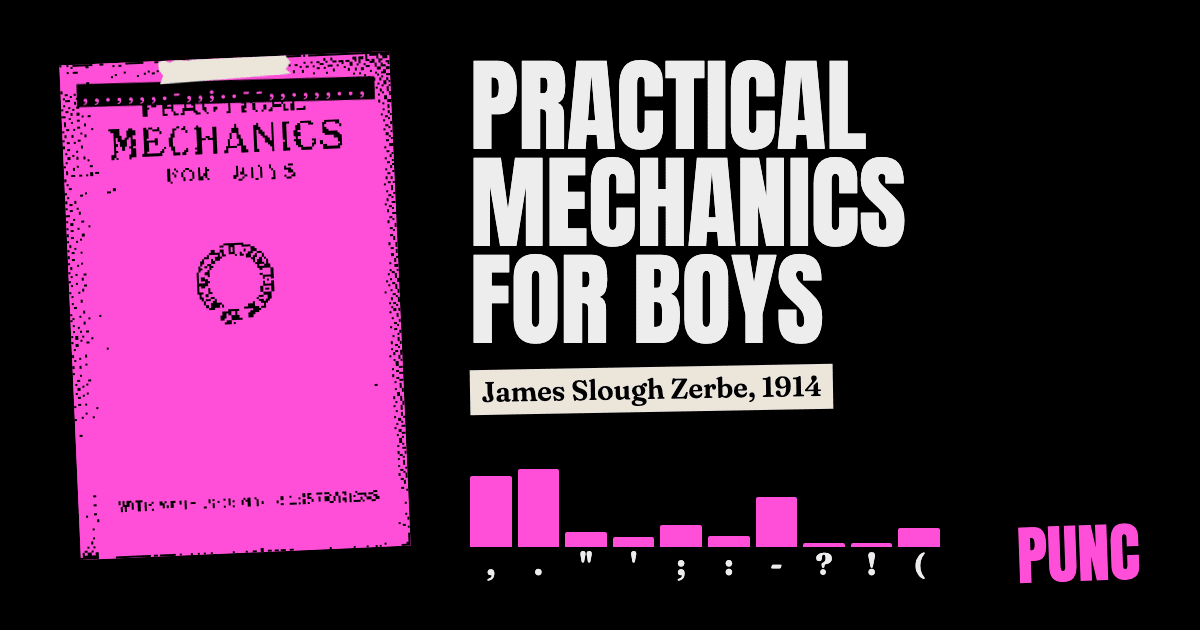 PRACTICAL
MECHANICS
FOR BOYS
PRACTICAL
MECHANICS
FOR BOYS
James Slough Zerbe, 1914
, . " ' ; : - ? ! (
PUNC